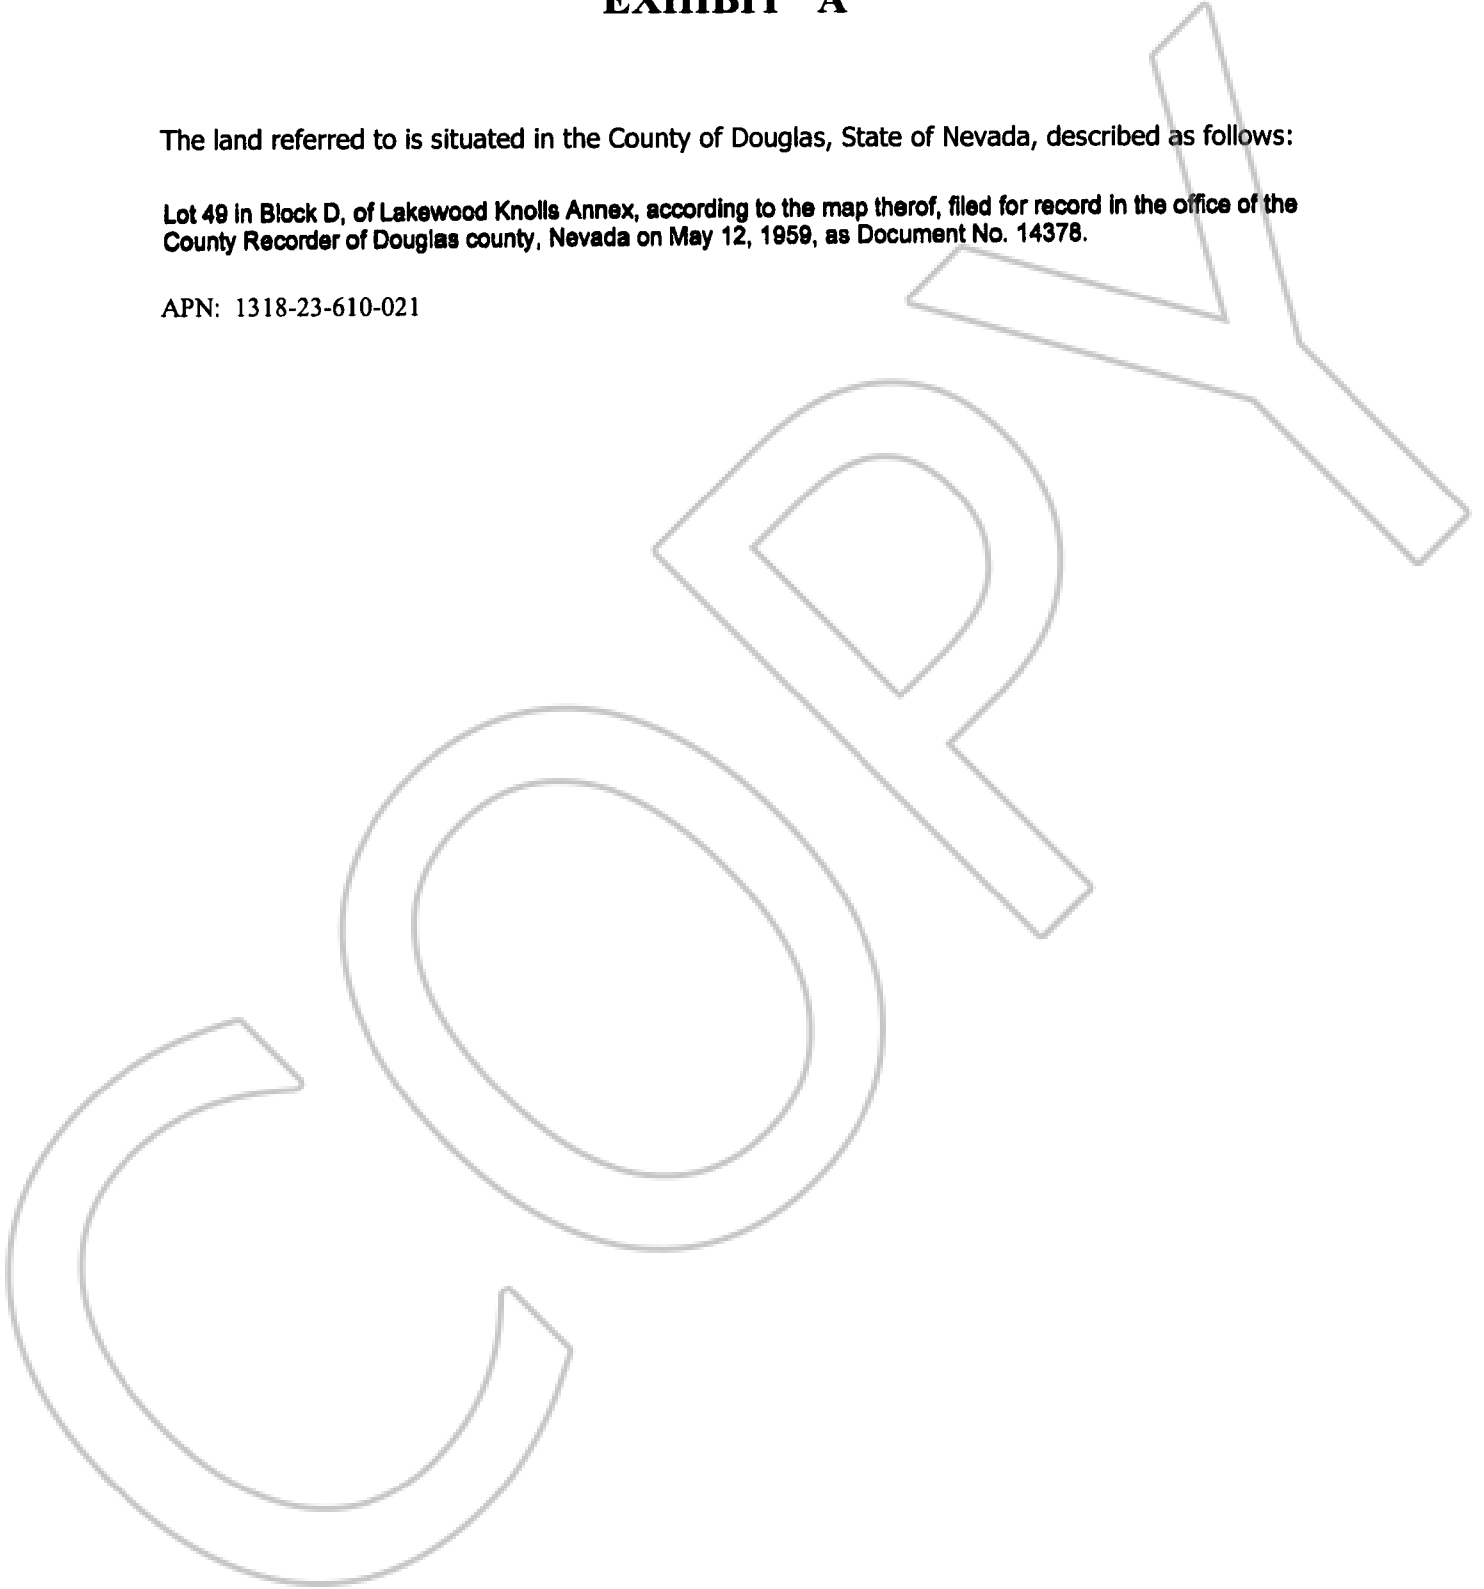 EXHIBIT "A"
The land referred to is situated in the County of Douglas, State of Nevada, described as follows:
Lot 49 in Block D, of Lakewood Knolls Annex, according to the map therof, filed for record in the office of the
County Recorder of Douglas county, Nevada on May 12, 1959, as Document No. 14378.
APN: 1318-23-610-021
COPY